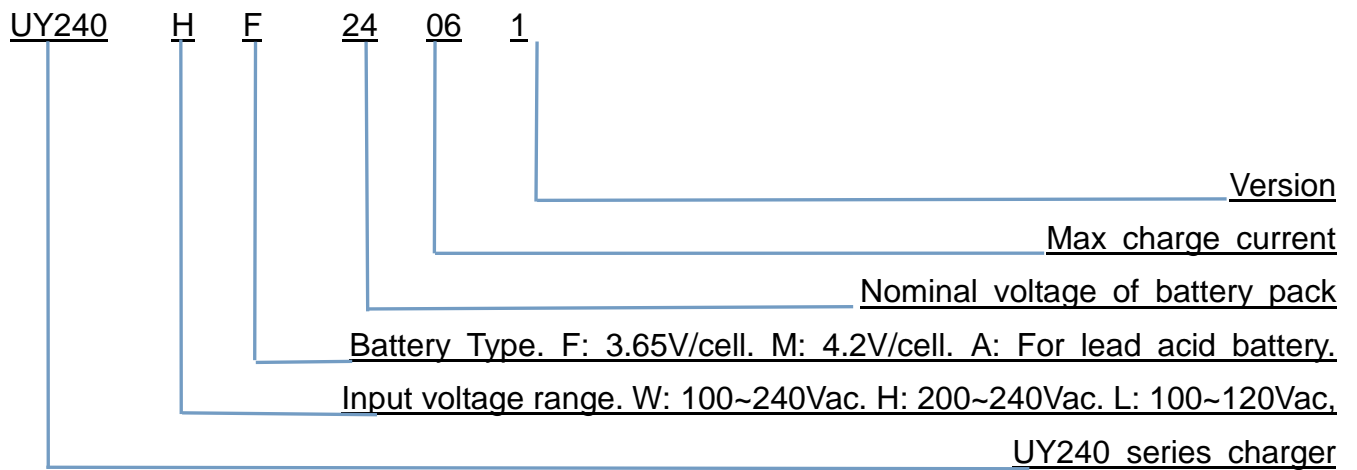 UY240 H F 24 06 1
Version
Max charge current
Nominal voltage of battery pack
Battery Type. F: 3.65V/cell. M: 4.2V/cell. A: For lead acid battery.
Input voltage range. W: 100~240Vac. H: 200~240Vac. L: 100~120Vac,
UY240 series charger